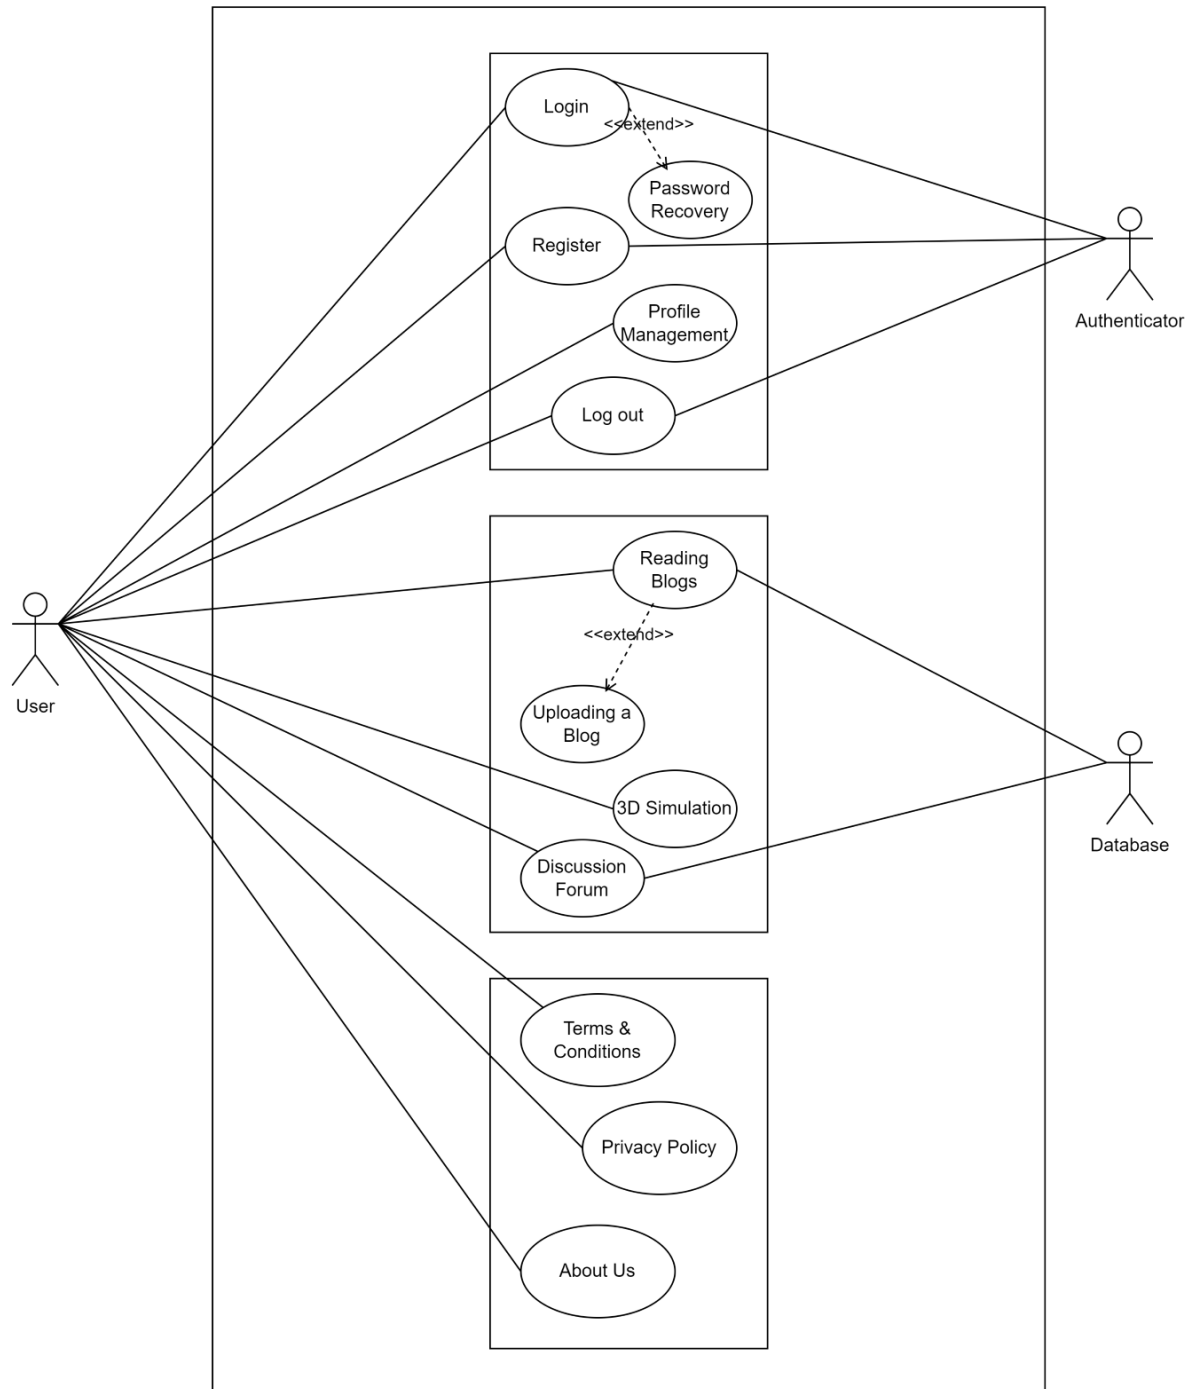 Login
<<extend>>
Password
Recovery
Register
Profile
Management
Log out
Authenticator
Reading
Blogs
<<extend>>
Uploading a
Blog
3D Simulation
Discussion
Forum
User
Database
Terms &
Conditions
Privacy Policy
About Us